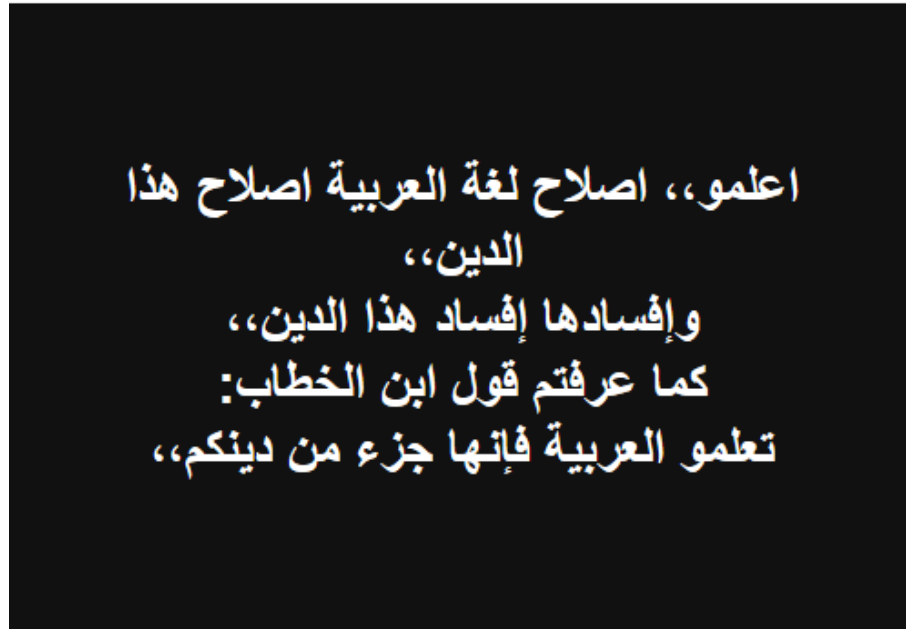 اعلمو،، اصلاح لغة العربية اصلاح هذا
الدين،،
وإفسادها إفساد هذا الدين،،
كما عرفتم قول ابن الخطاب:
تعلمو العربية فإنها جزء من دينكم،،